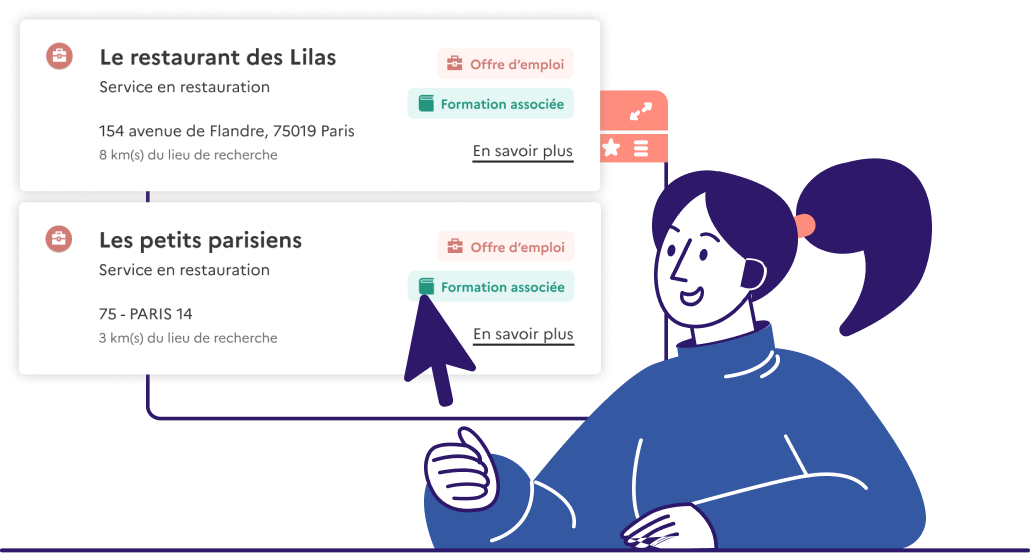 Le restaurant des Lilas
Offre d’emploi
Service en restauration
Formation associée
154 avenue de Flandre, 75019 Paris
8 km(s) du lieu de recherche
En savoir plus
Les petits parisiens
Offre d’emploi
Service en restauration
Formation associée
75 - PARIS 14
3 km(s) du lieu de recherche
En savoir plus